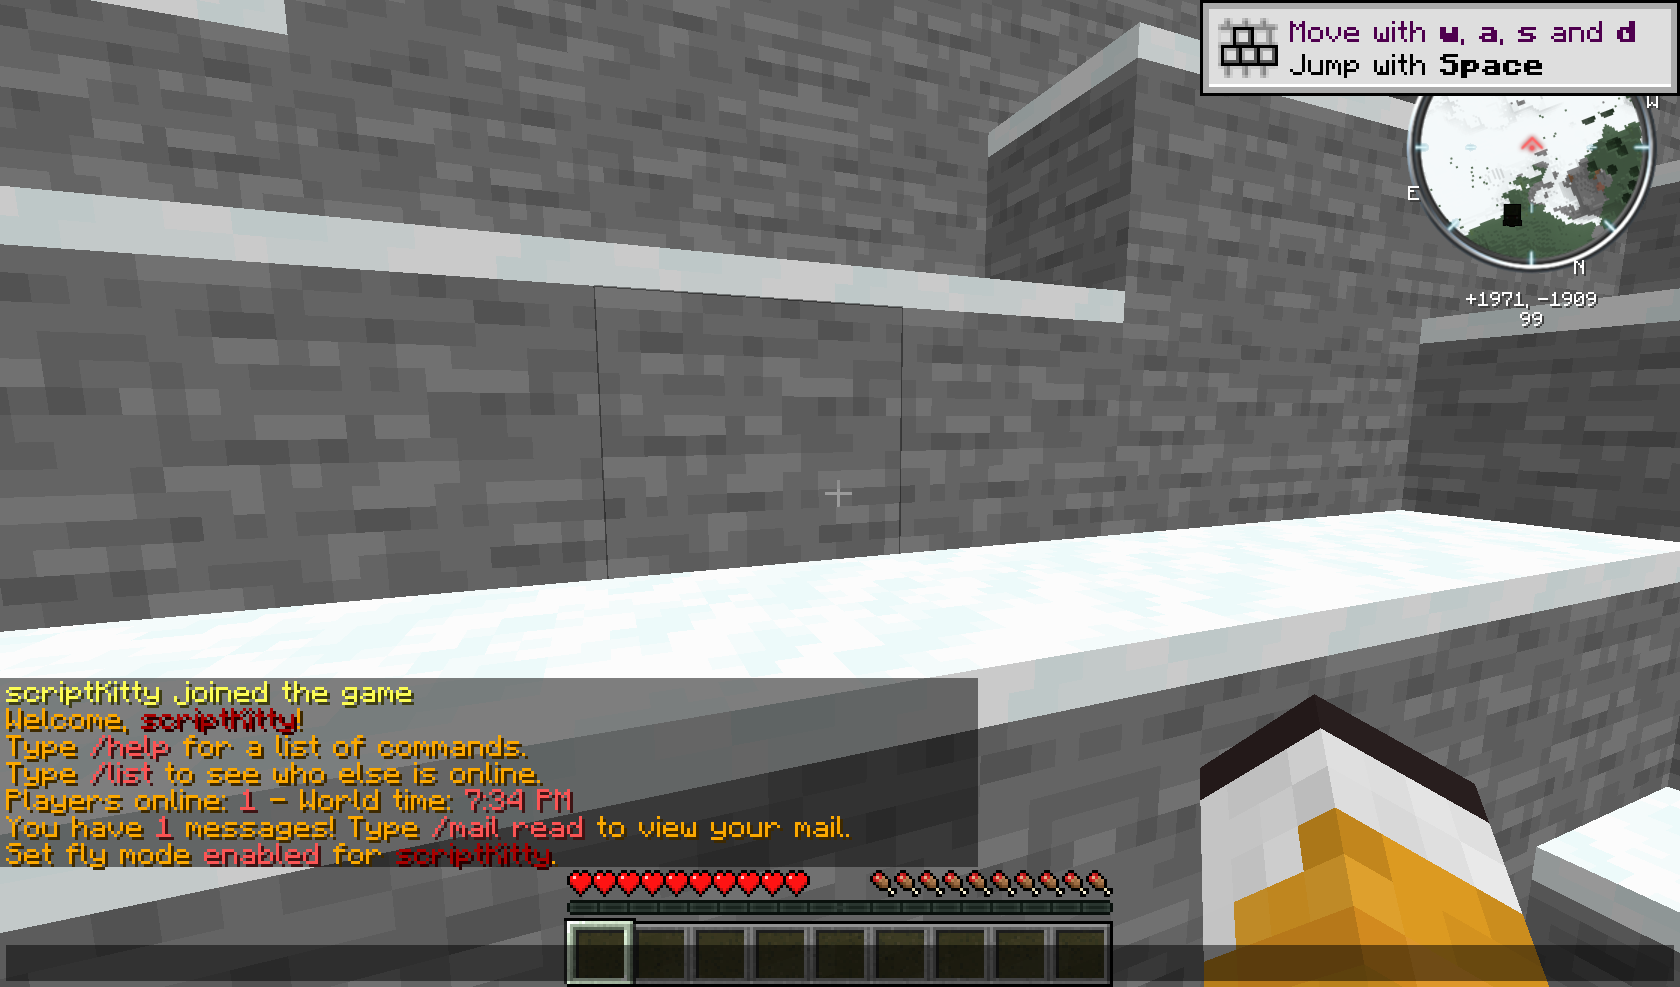 Move with w, a, s and d
Jump with Space
W
E
N
+1971, -1909
99
scriptKitty joined the game
Welcome, scriptKitty!
Type /help for a list of commands.
Type /list to see who else is online.
Players online: 1 - World time: 7:34 PM
You have 1 messages! Type /mail read to view your mail.
Set fly mode enabled for scriptKitty.